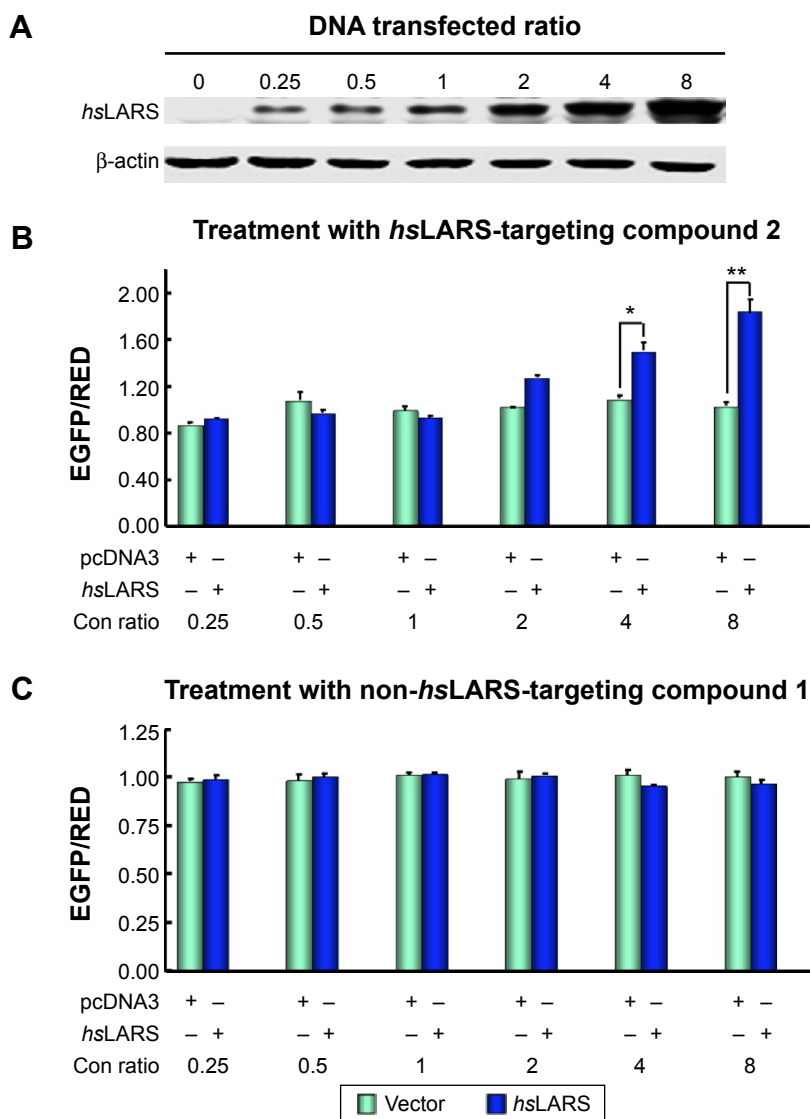 A
DNA transfected ratio
0 0.25 0.5 1 2 4 8
hsLARS
β-actin
B
Treatment with hsLARS-targeting compound 2
EGFP/RED
2.00
1.60
1.20
0.80
0.40
0.00
* **
pcDNA3 + – + – + – + – + – + –
hsLARS – + – + – + – + – + – +
Con ratio 0.25 0.5 1 2 4 8
C
Treatment with non-hsLARS-targeting compound 1
EGFP/RED
1.25
1.00
0.75
0.50
0.25
0.00
pcDNA3 + – + – + – + – + – + –
hsLARS – + – + – + – + – + – +
Con ratio 0.25 0.5 1 2 4 8
Vector hsLARS